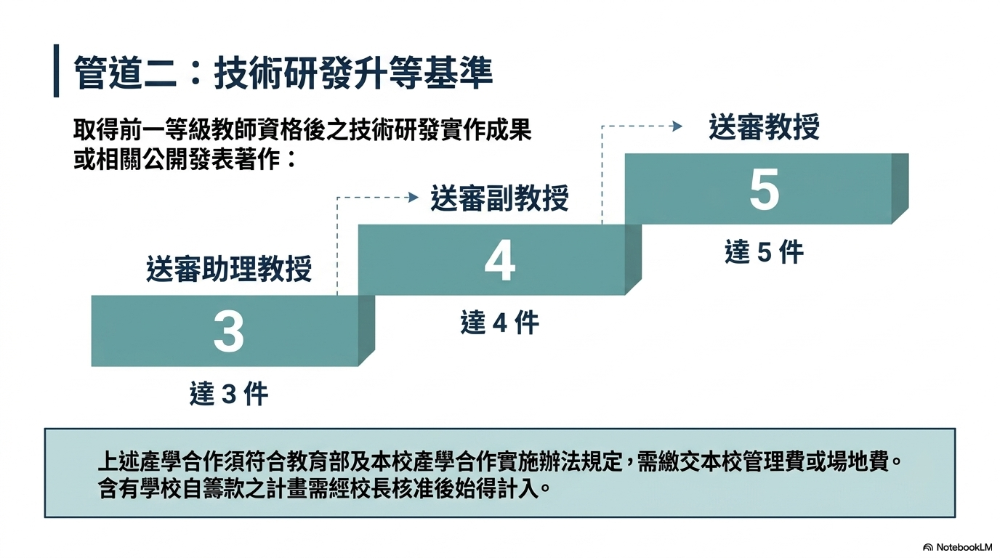 管道二：技術研發升等基準
取得前一等級教師資格後之技術研發實作成果
或相關公開發表著作：
送審助理教授
3
達 3 件
送審副教授
4
達 4 件
送審教授
5
達 5 件
上述產學合作須符合教育部及本校產學合作實施辦法規定，需繳交本校管理費或場地費。
含有學校自籌款之計畫需經校長核准後始得計入。
NotebookLM